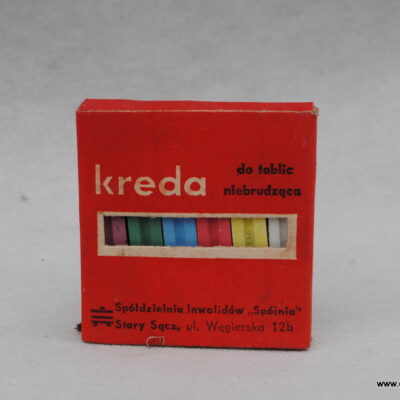 kreda
do tablic
niebrudząca
Spółdzielnia Inwalidów „Spójnia"
Stary Sącz, ul. Węgierska 12b